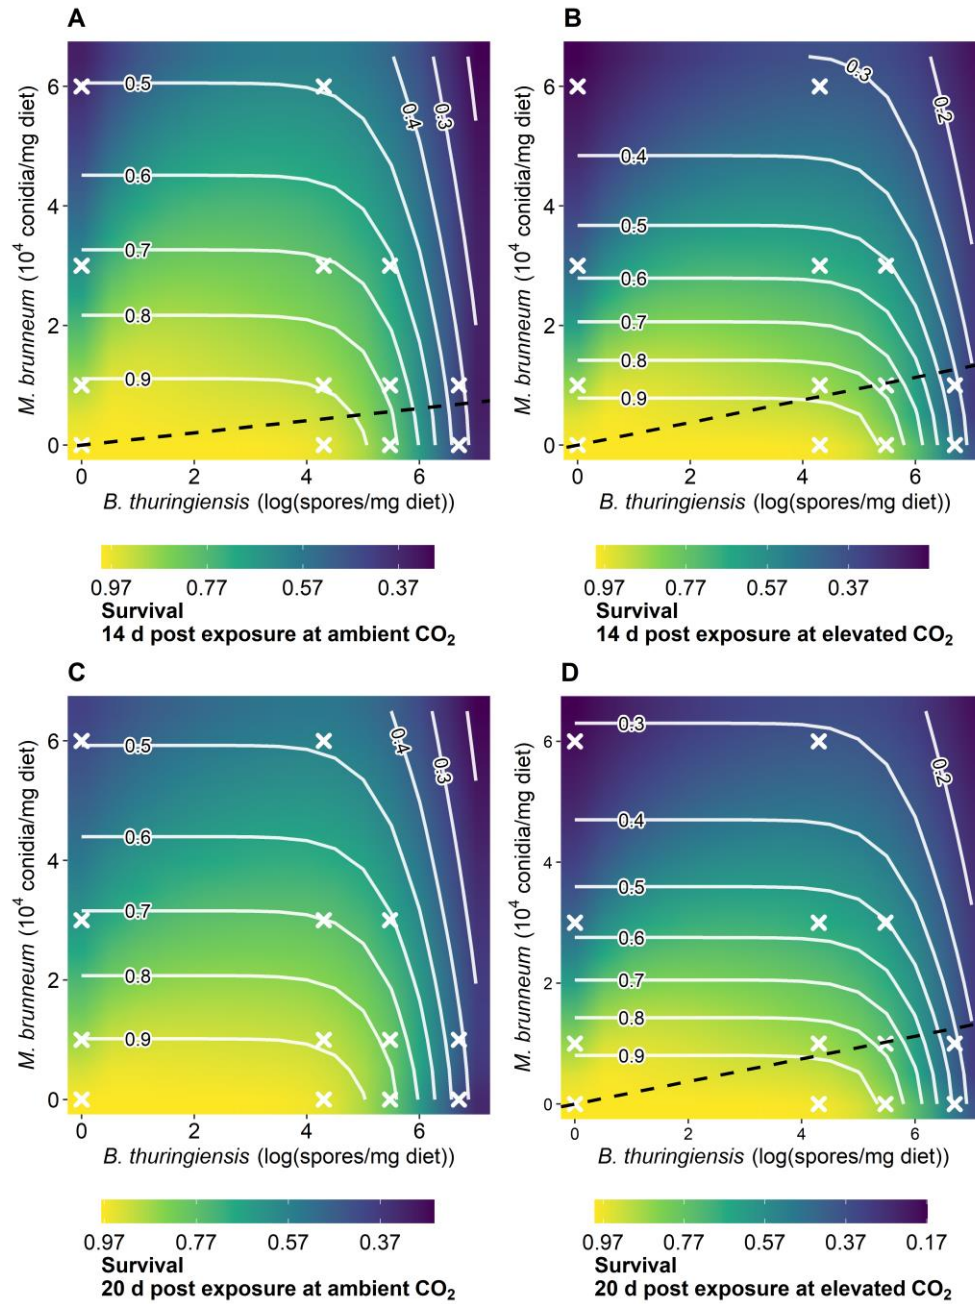 A
M. brunneum (10⁴ conidia/mg diet)
6
4
2
0
0.5
0.6
0.7
0.8
0.9
0.4
0.3
0 2 4 6
B. thuringiensis (log(spores/mg diet))
0.97 0.77 0.57 0.37
Survival
14 d post exposure at ambient CO₂
B
M. brunneum (10⁴ conidia/mg diet)
6
4
2
0
0.3
0.2
0.4
0.5
0.6
0.7
0.8
0.9
0 2 4 6
B. thuringiensis (log(spores/mg diet))
0.97 0.77 0.57 0.37
Survival
14 d post exposure at elevated CO₂
C
M. brunneum (10⁴ conidia/mg diet)
6
4
2
0
0.5
0.6
0.7
0.8
0.9
0.4
0.3
0 2 4 6
B. thuringiensis (log(spores/mg diet))
0.97 0.77 0.57 0.37
Survival
20 d post exposure at ambient CO₂
D
M. brunneum (10⁴ conidia/mg diet)
6
4
2
0
0.3
0.2
0.4
0.5
0.6
0.7
0.8
0.9
0 2 4 6
B. thuringiensis (log(spores/mg diet))
0.97 0.77 0.57 0.37 0.17
Survival
20 d post exposure at elevated CO₂